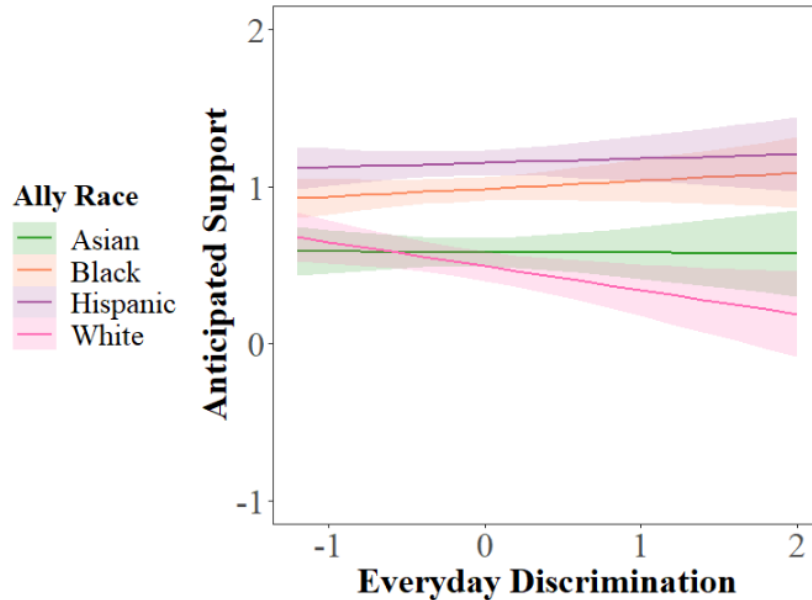 Ally Race
Asian
Black
Hispanic
White
Anticipated Support
2
1
0
-1
-1 0 1 2
Everyday Discrimination